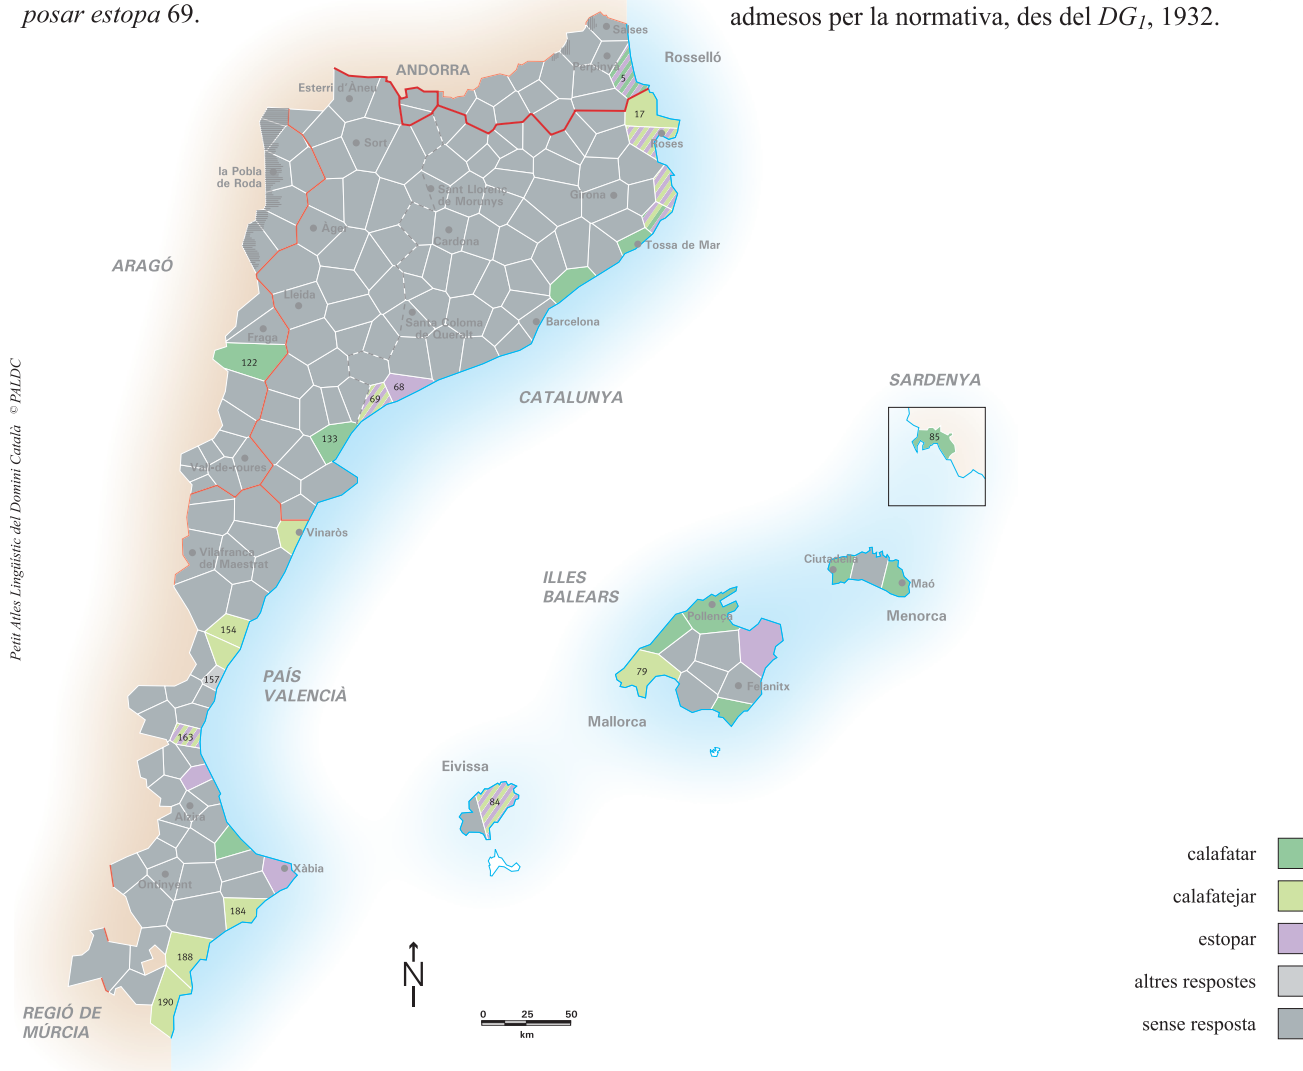 posar estopa 69.
admesos per la normativa, des del DG1, 1932.
Salses
Rosselló
Perpinyà
ANDORRA
5
Esterri d'Àneu
17
Sort
Roses
la Pobla
de Roda
Sant Llorenç
de Morunys
Girona
Àger
Cardona
Tossa de Mar
ARAGÓ
Lleida
Santa Coloma
de Queralt
Barcelona
Fraga
122
SARDENYA
68
69
CATALUNYA
85
133
Vall-de-roures
Petit Atles Lingüístic del Domini Català © PALDC
Vinaròs
Vilafranca
del Maestrat
Ciutadella
Maó
ILLES
BALEARS
Menorca
Pollença
154
79
157
PAÍS
VALENCIÀ
Felanitx
Mallorca
163
Eivissa
84
Alzira
Xàbia
Ontinyent
184
188
190
REGIÓ DE
MÚRCIA
N
0 25 50
km
calafatar
calafatejar
estopar
altres respostes
sense resposta